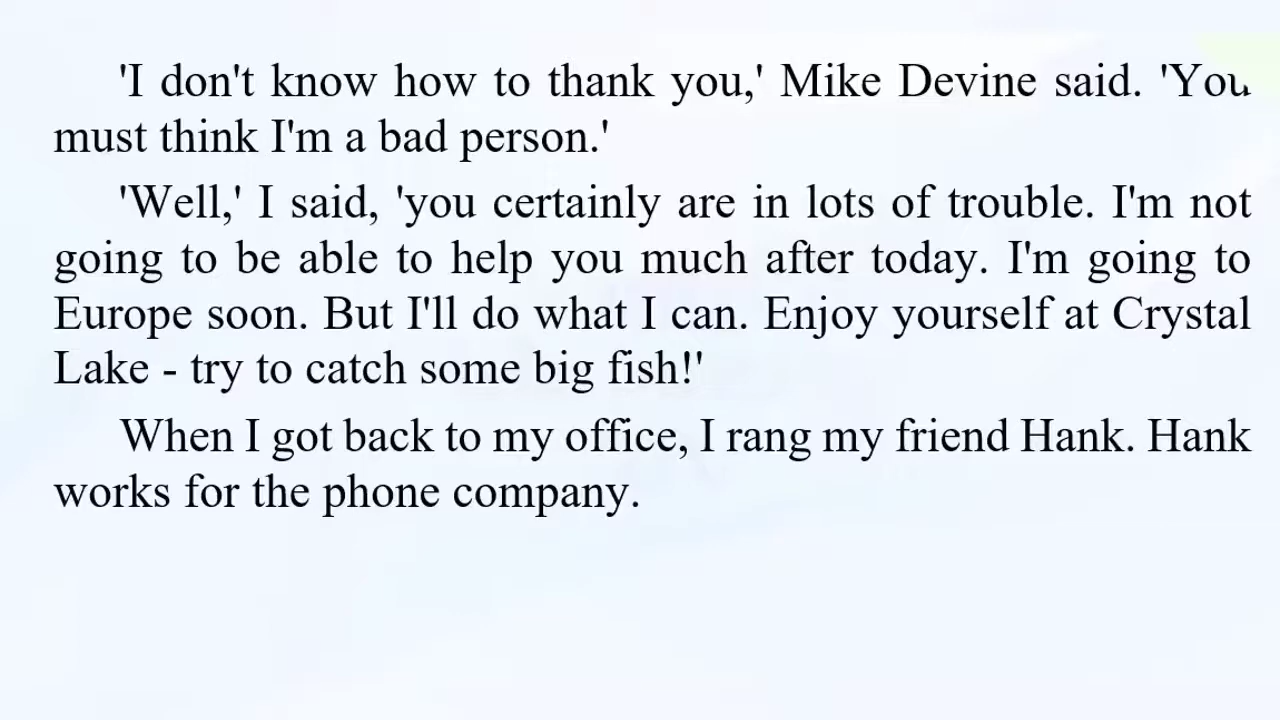 'I don't know how to thank you,' Mike Devine said. 'You
must think I'm a bad person.'
'Well,' I said, 'you certainly are in lots of trouble. I'm not
going to be able to help you much after today. I'm going to
Europe soon. But I'll do what I can. Enjoy yourself at Crystal
Lake - try to catch some big fish!'
When I got back to my office, I rang my friend Hank. Hank
works for the phone company.